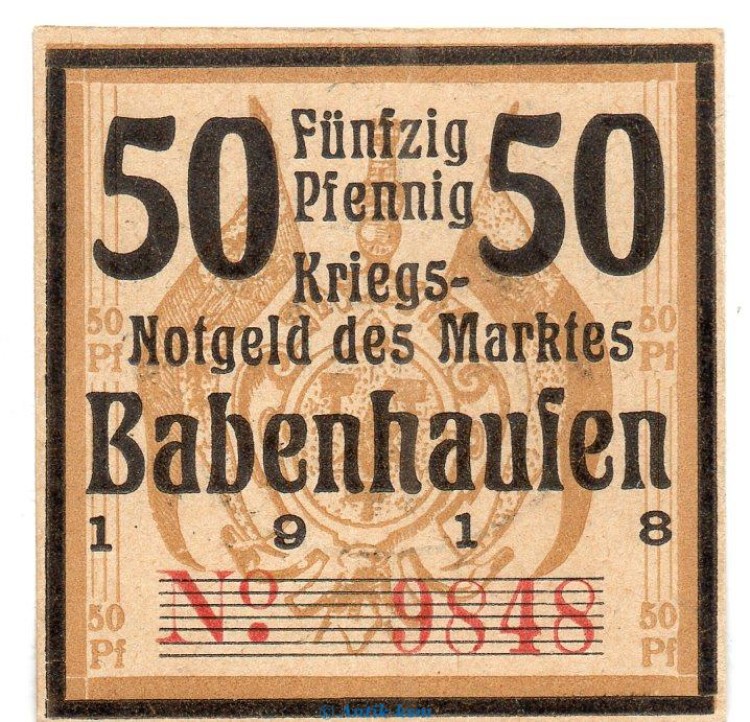 50 Fünfzig 50
Pfennig
Kriegs-
Notgeld des Marktes
Babenhauſen
1 9 1 8
50 Pf 50 Pf
No. 9848
50 Pf 50 Pf